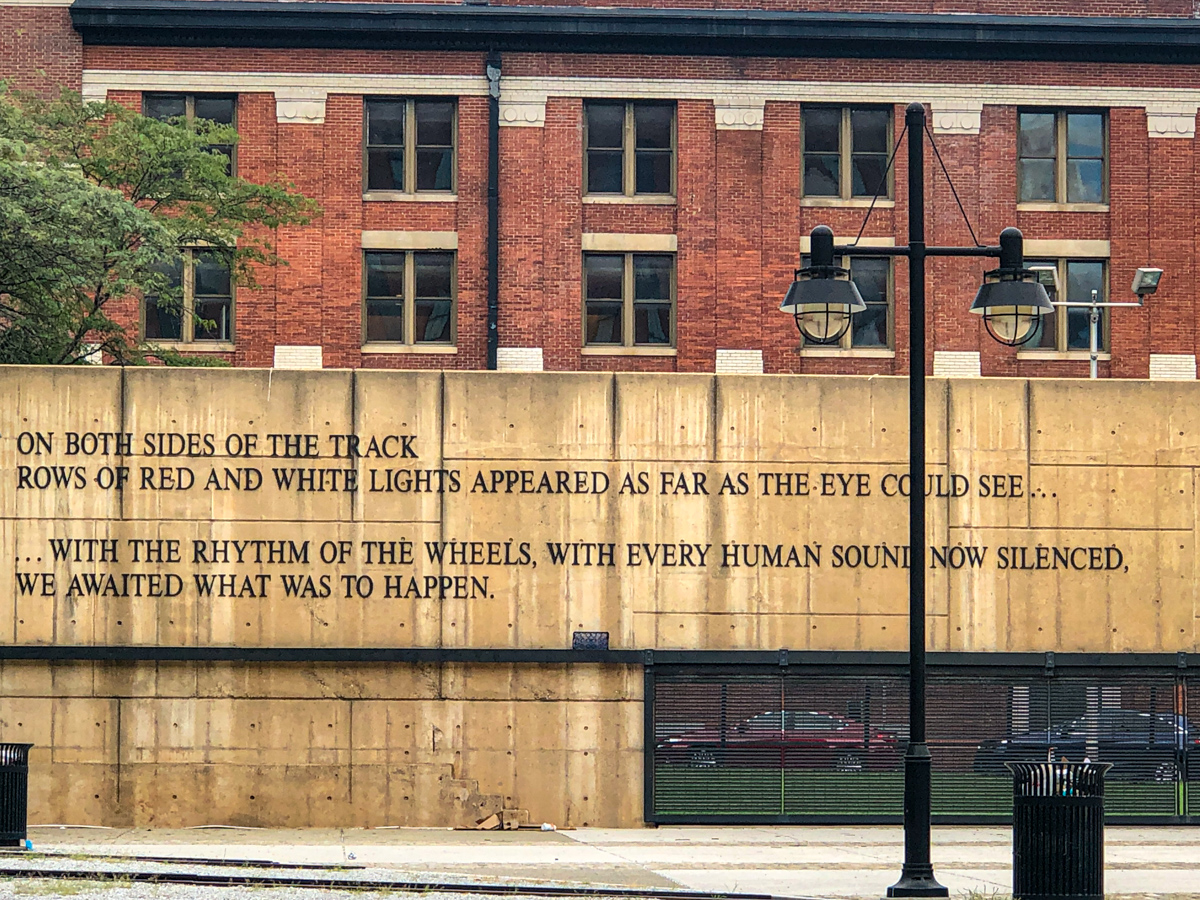 ON BOTH SIDES OF THE TRACK
ROWS OF RED AND WHITE LIGHTS APPEARED AS FAR AS THE EYE COULD SEE...
...WITH THE RHYTHM OF THE WHEELS, WITH EVERY HUMAN SOUND NOW SILENCED,
WE AWAITED WHAT WAS TO HAPPEN.